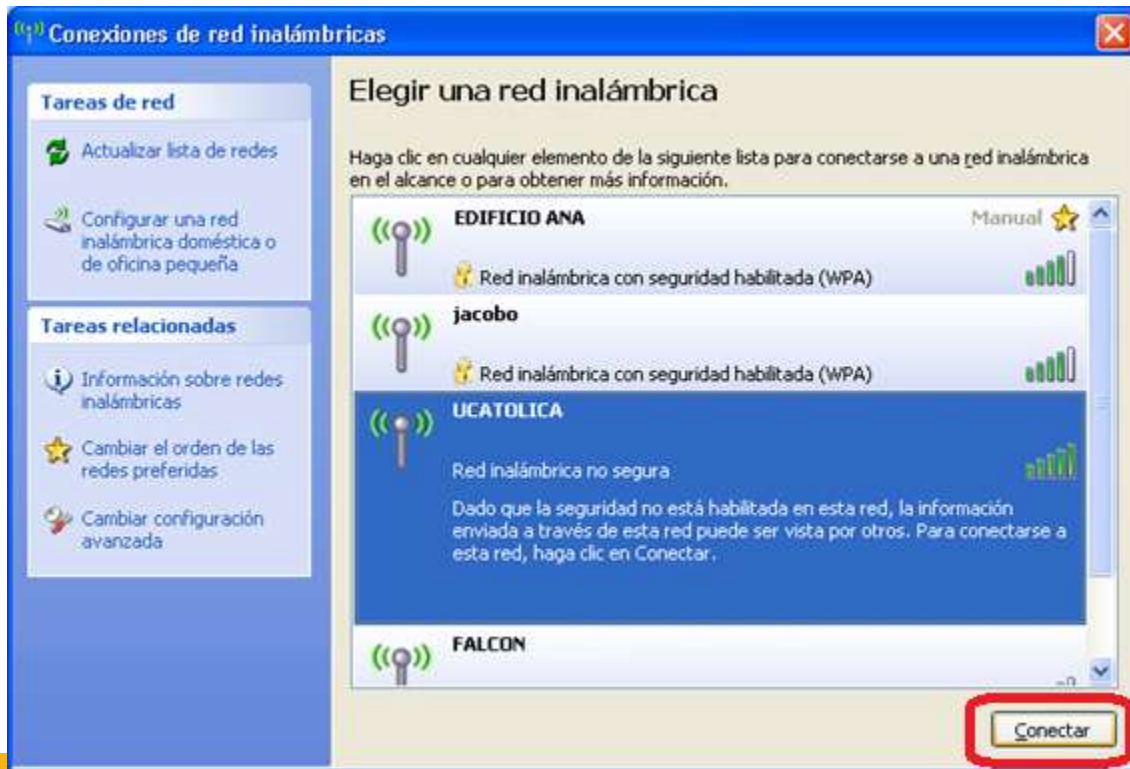 Conexiones de red inalámbricas
Tareas de red
Actualizar lista de redes
Configurar una red
inalámbrica doméstica o
de oficina pequeña
Tareas relacionadas
Información sobre redes
inalámbricas
Cambiar el orden de las
redes preferidas
Cambiar configuración
avanzada
Elegir una red inalámbrica
Haga clic en cualquier elemento de la siguiente lista para conectarse a una red inalámbrica
en el alcance o para obtener más información.
EDIFICIO ANA Manual
Red inalámbrica con seguridad habilitada (WPA)
jacobo
Red inalámbrica con seguridad habilitada (WPA)
UCATOLICA
Red inalámbrica no segura
Dado que la seguridad no está habilitada en esta red, la información
enviada a través de esta red puede ser vista por otros. Para conectarse a
esta red, haga clic en Conectar.
FALCON
Conectar